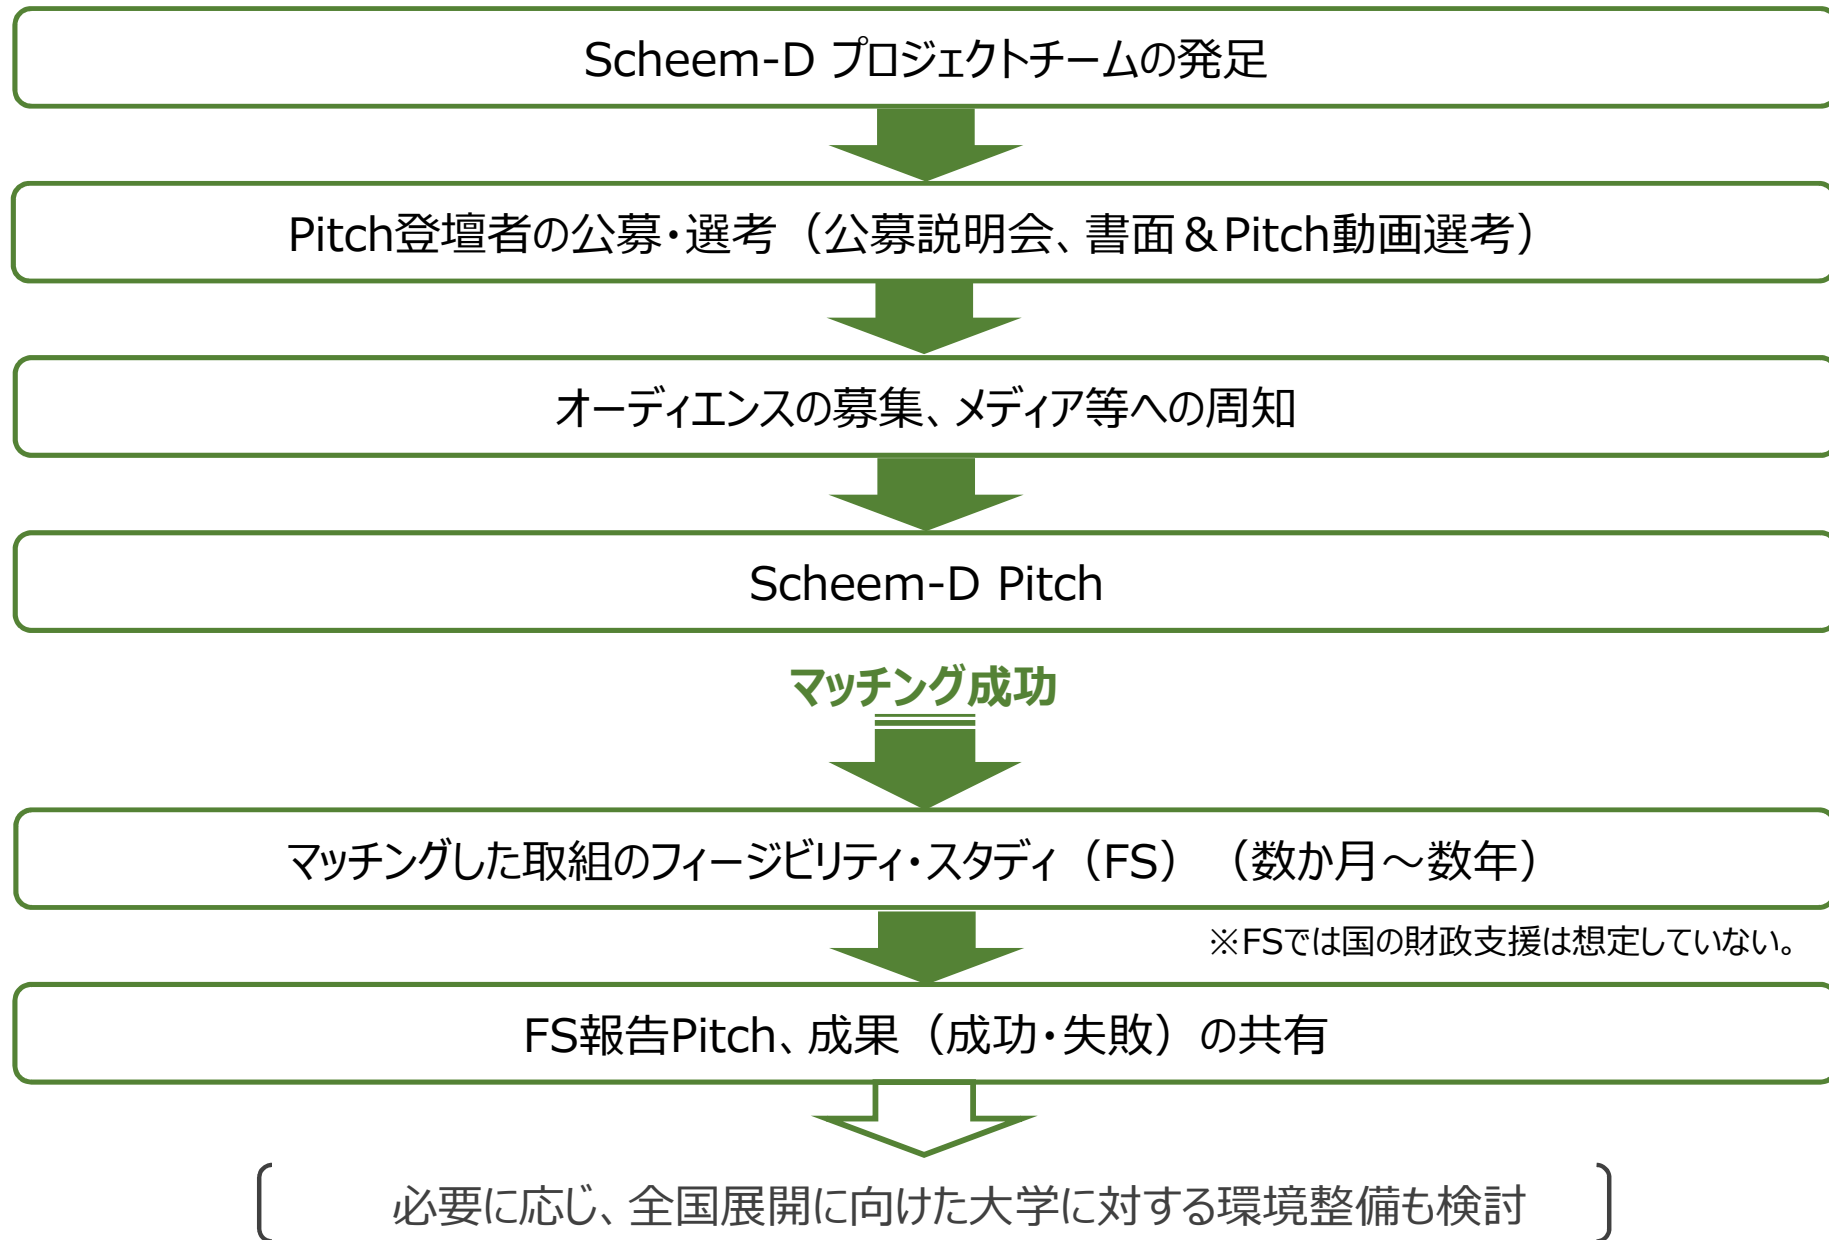 Scheem-D プロジェクトチームの発足
Pitch登壇者の公募・選考（公募説明会、書面＆Pitch動画選考）
オーディエンスの募集、メディア等への周知
Scheem-D Pitch
マッチング成功
マッチングした取組のフィージビリティ・スタディ（FS）（数か月～数年）
※FSでは国の財政支援は想定していない。
FS報告Pitch、成果（成功・失敗）の共有
必要に応じ、全国展開に向けた大学に対する環境整備も検討